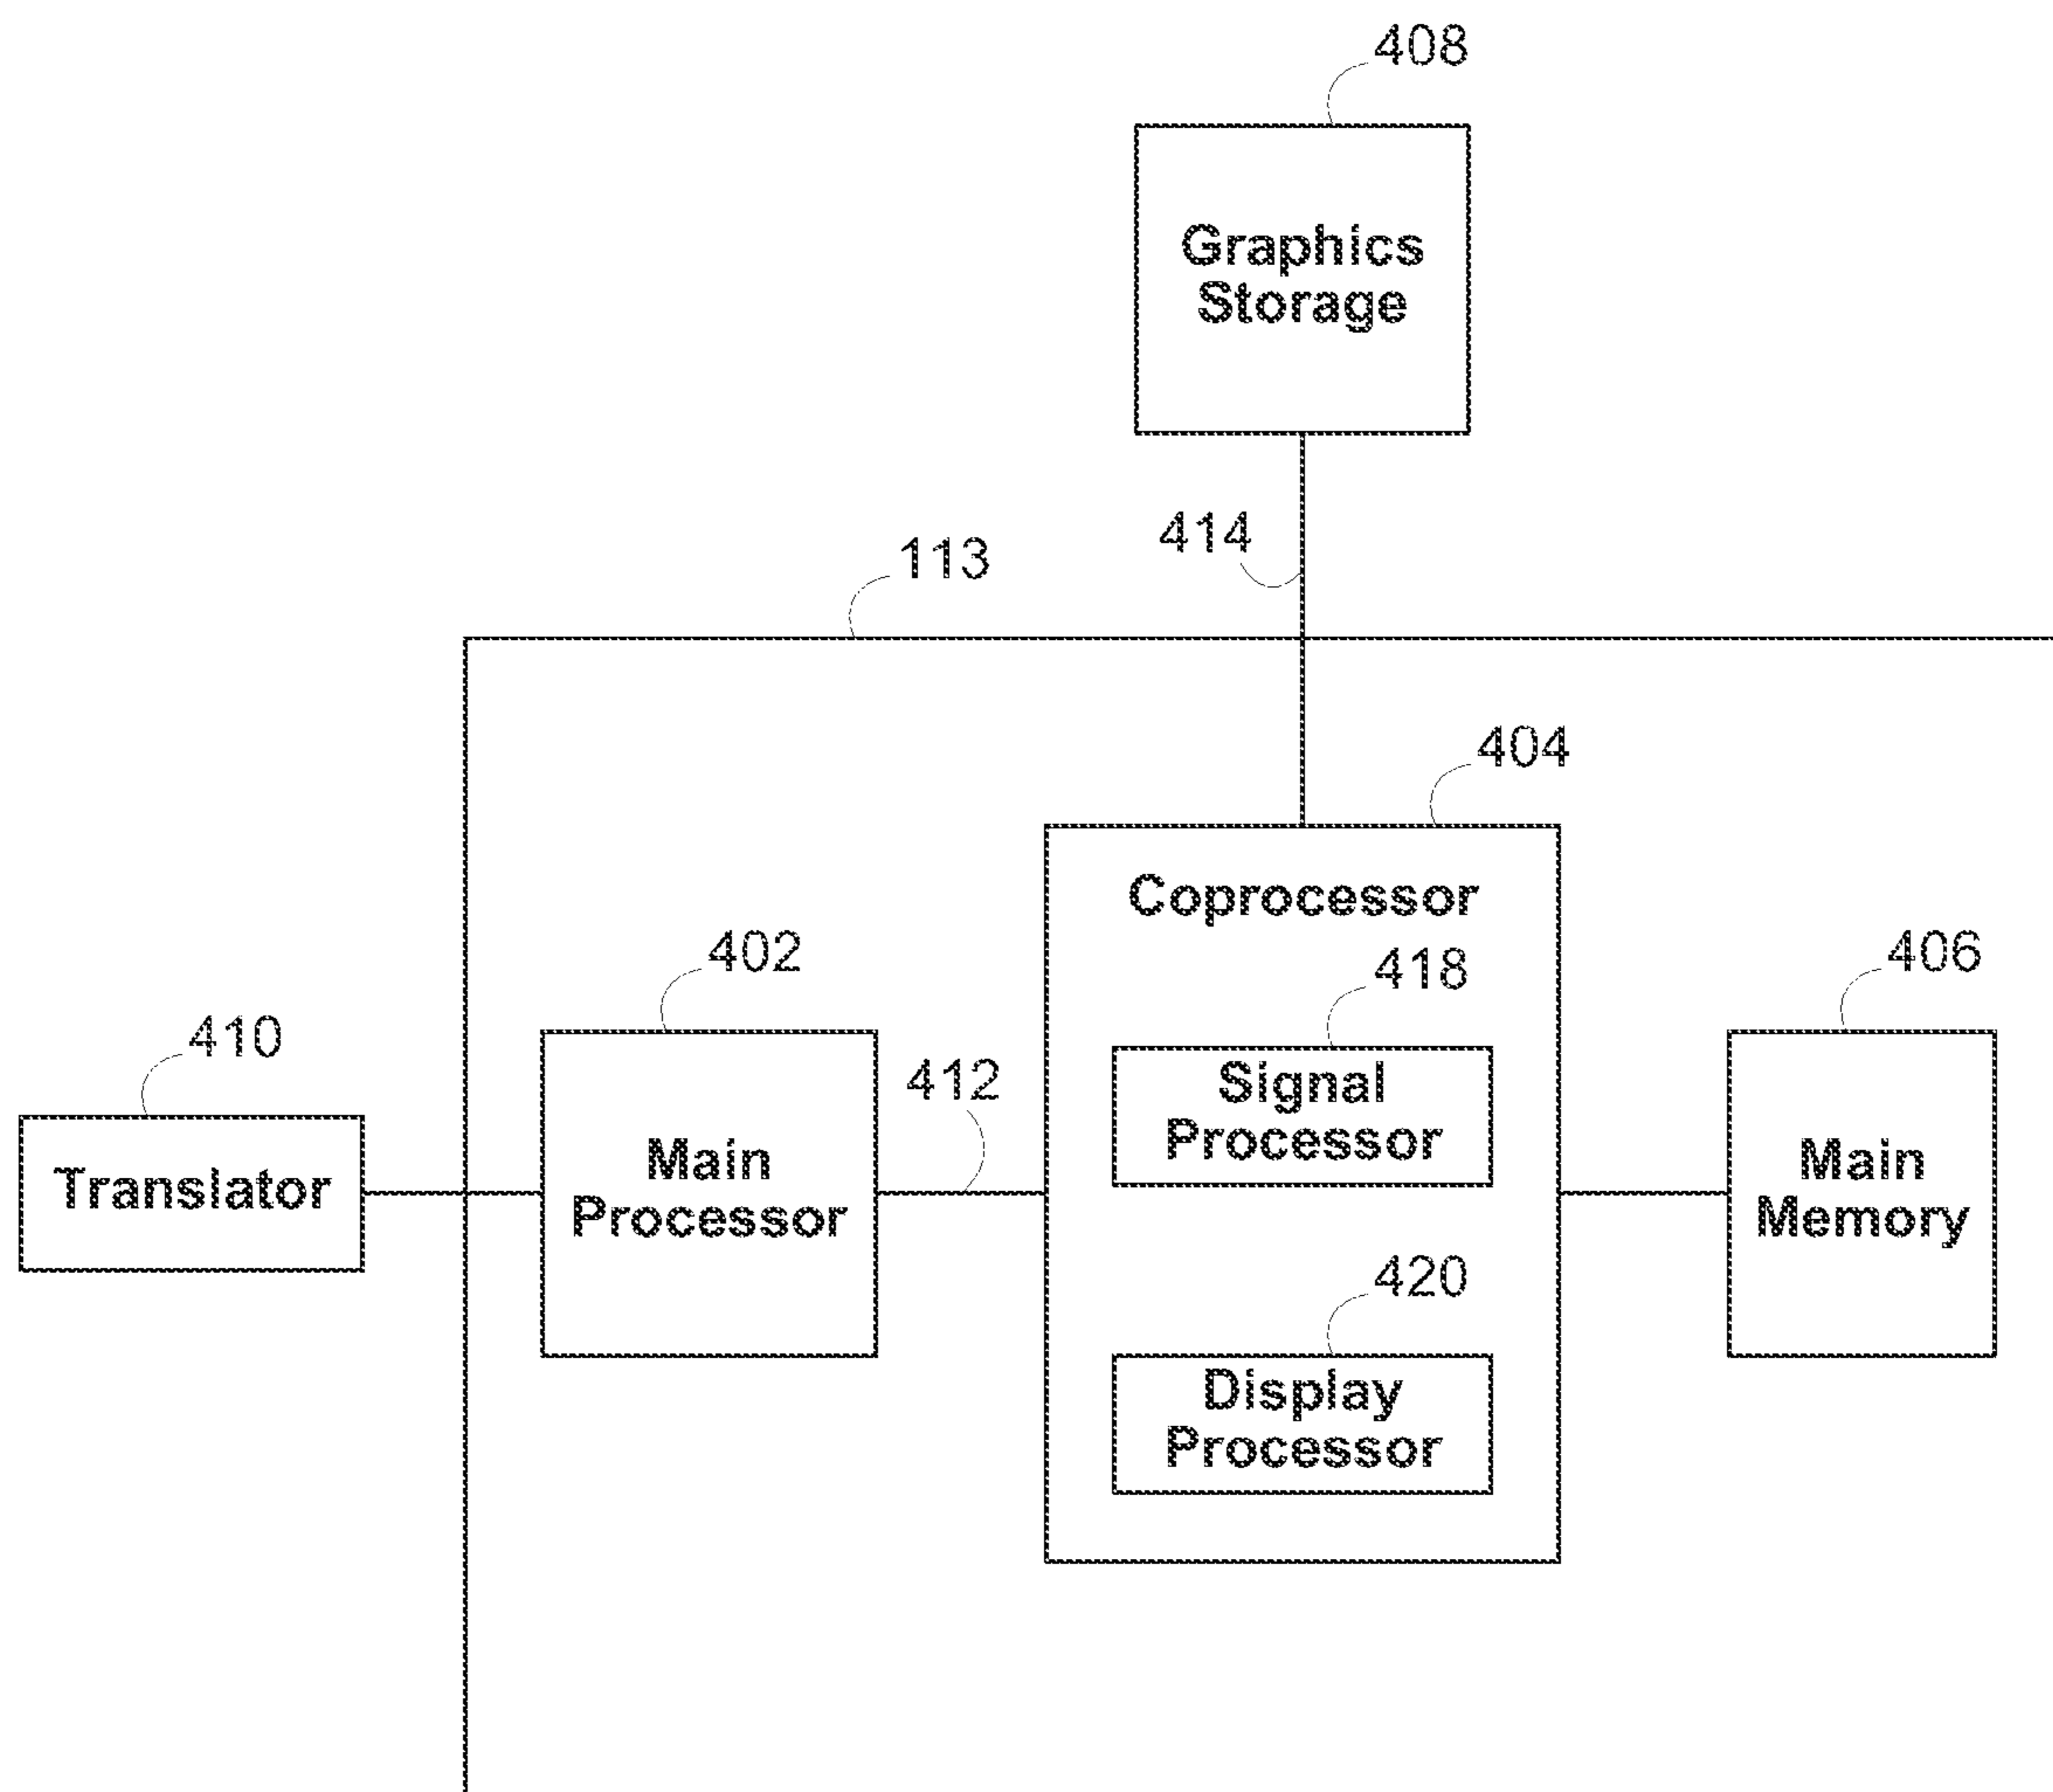 408
Graphics
Storage
414
113
404
Coprocessor
402
418
406
410
412
Signal
Processor
Main
Processor
Main
Memory
Translator
420
Display
Processor